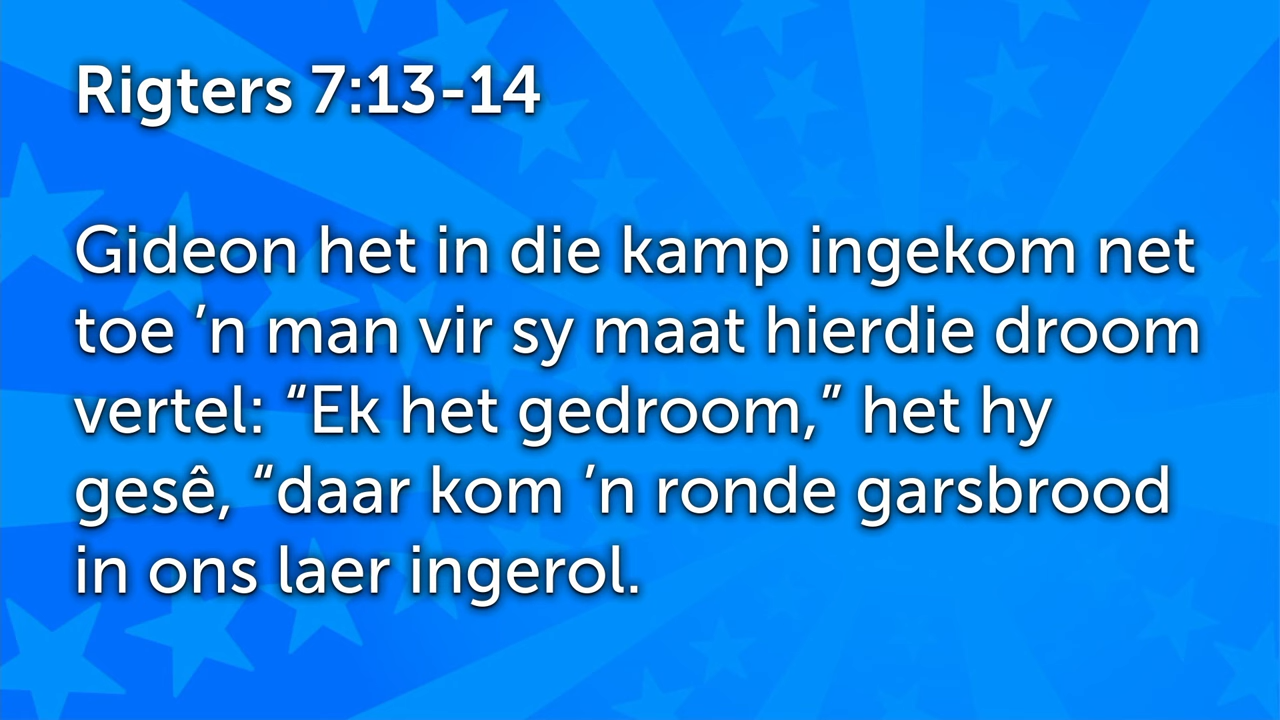 Rigters 7:13-14
Gideon het in die kamp ingekom net
toe ’n man vir sy maat hierdie droom
vertel: “Ek het gedroom,” het hy
gesê, “daar kom ’n ronde garsbrood
in ons laer ingerol.